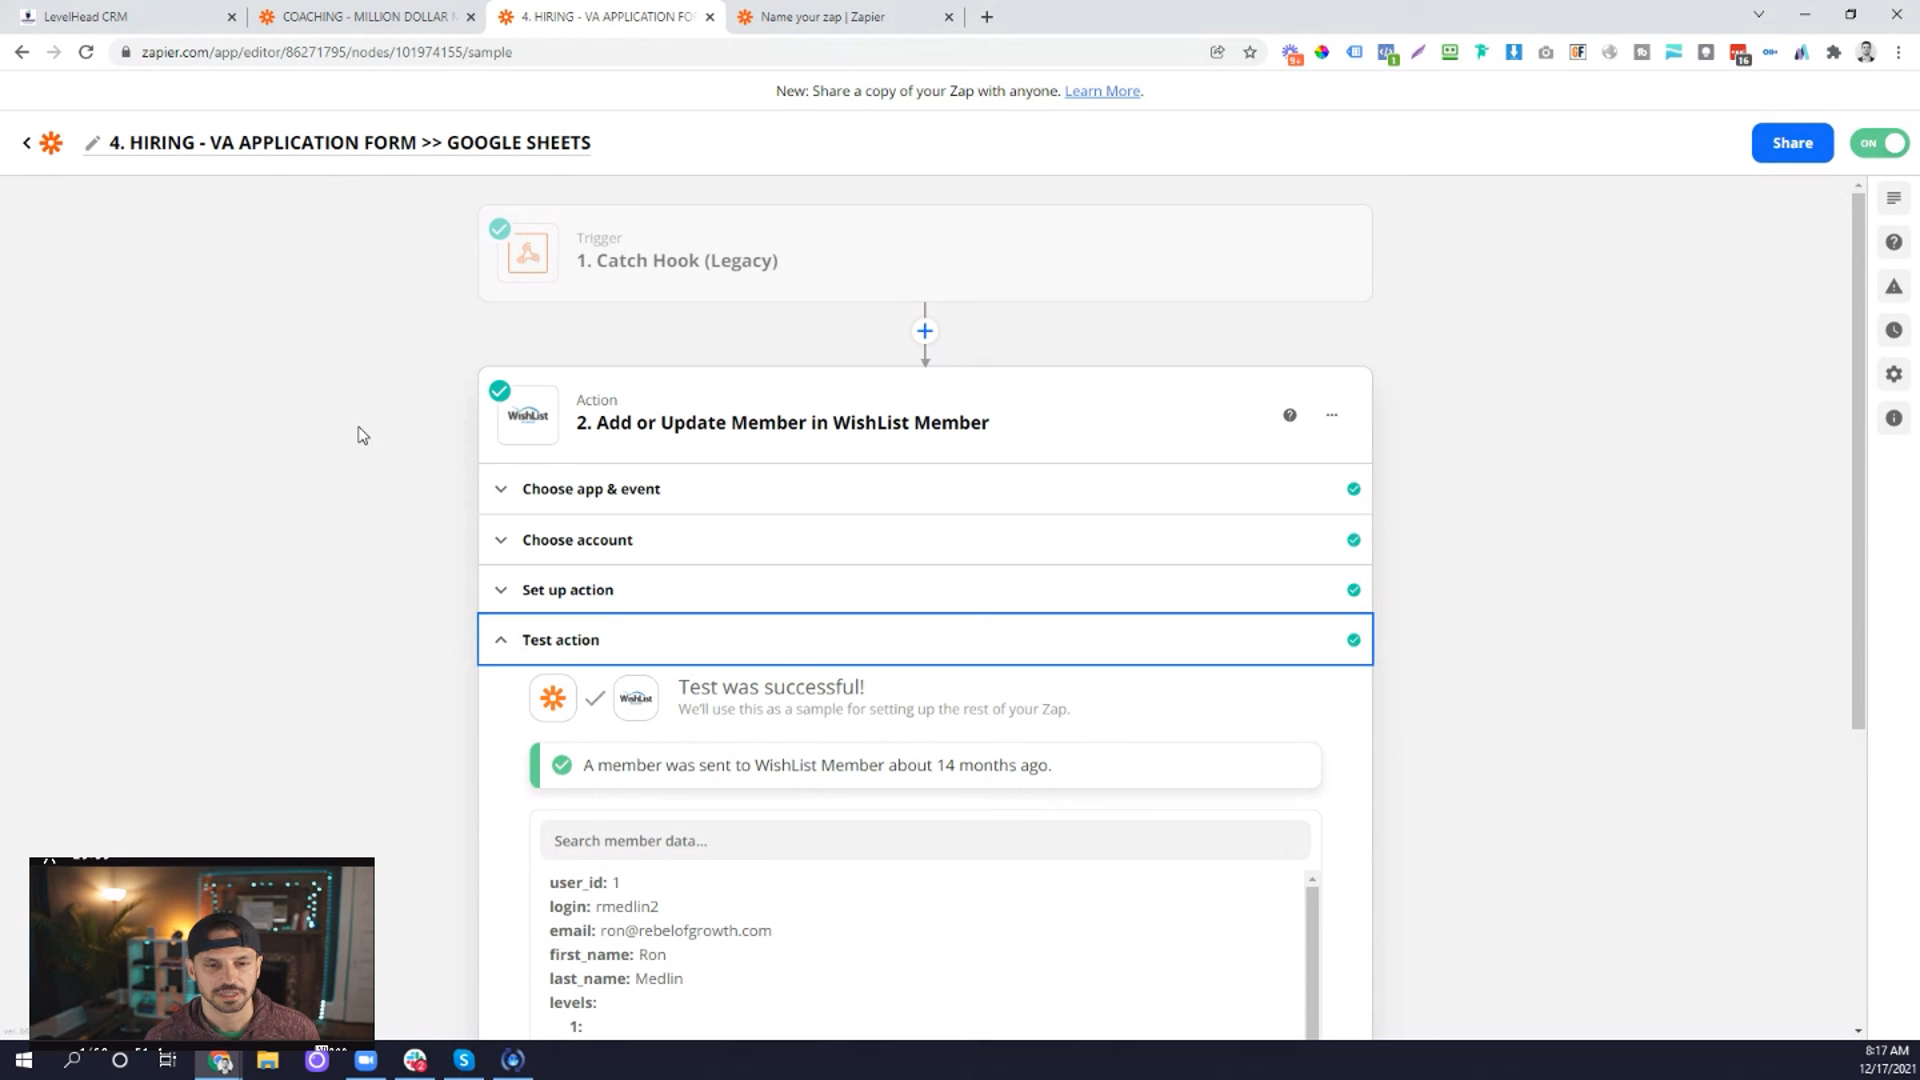 LevelHead CRM
COACHING - MILLION DOLLAR M
4. HIRING - VA APPLICATION FO
Name your zap | Zapier
zapier.com/app/editor/86271795/nodes/101974155/sample
9+
1
GF
16
New: Share a copy of your Zap with anyone. Learn More.
4. HIRING - VA APPLICATION FORM >> GOOGLE SHEETS
Share
ON
Trigger
1. Catch Hook (Legacy)
WishList
Action
2. Add or Update Member in WishList Member
Choose app & event
Choose account
Set up action
Test action
WishList
Test was successful!
We'll use this as a sample for setting up the rest of your Zap.
A member was sent to WishList Member about 14 months ago.
Search member data...
user_id: 1
login: rmedlin2
email: ron@rebelofgrowth.com
first_name: Ron
last_name: Medlin
levels:
1:
8:17 AM
12/17/2021